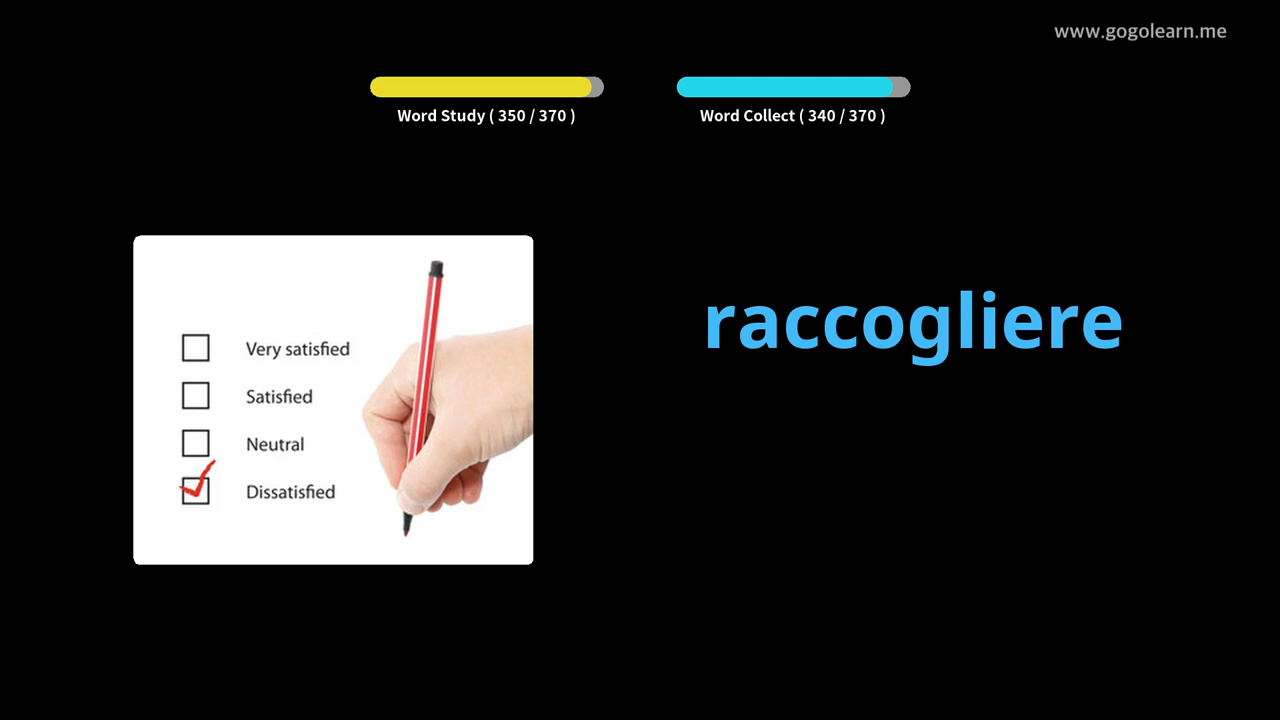 www.gogolearn.me
Word Study ( 350 / 370 )
Word Collect ( 340 / 370 )
raccogliere
Very satisfied
Satisfied
Neutral
Dissatisfied